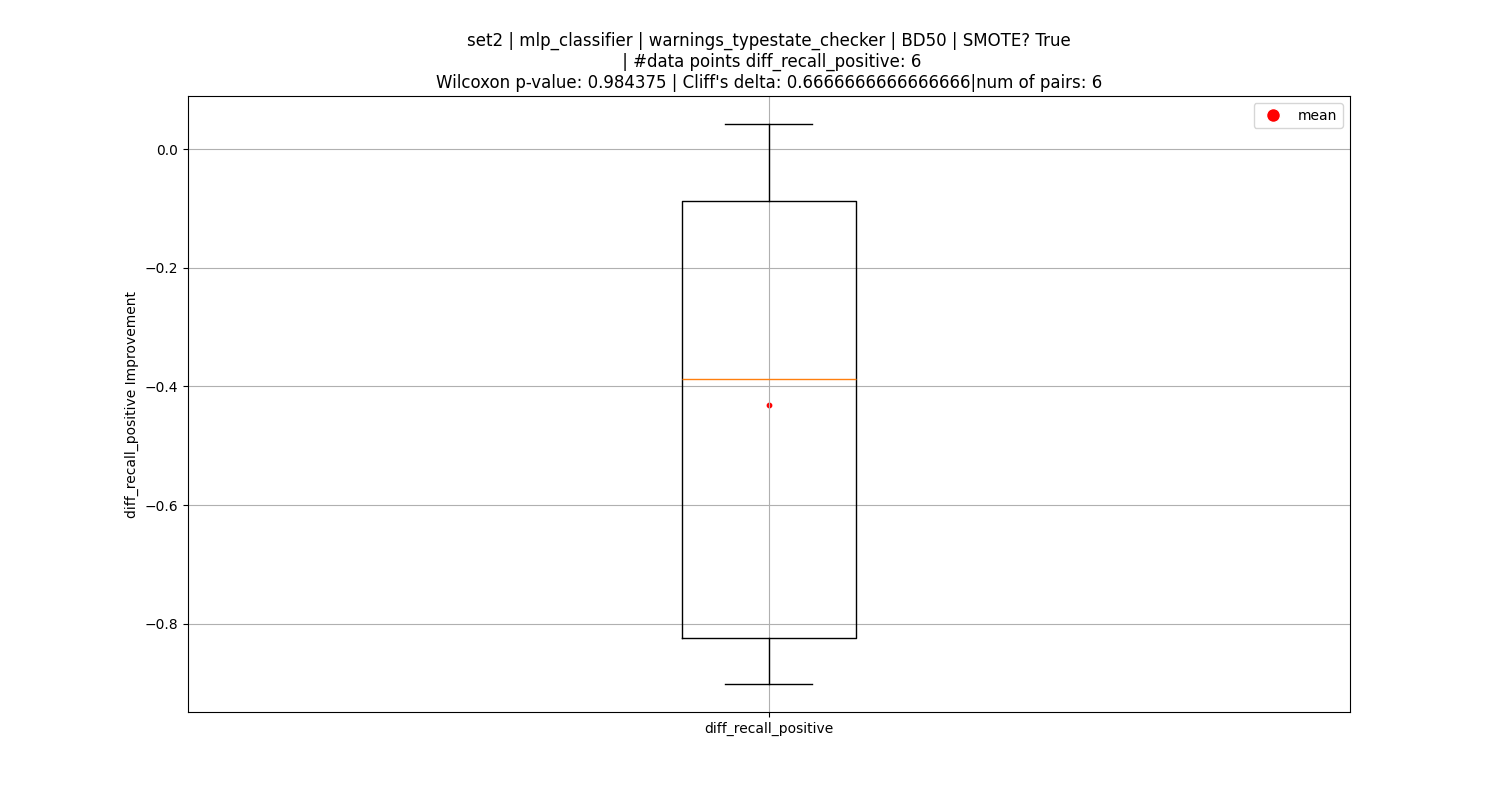 set2 | mlp_classifier | warnings_typestate_checker | BD50 | SMOTE? True
| #data points diff_recall_positive: 6
Wilcoxon p-value: 0.984375 | Cliff's delta: 0.6666666666666666|num of pairs: 6
mean
0.0
−0.2
−0.4
−0.6
−0.8
diff_recall_positive Improvement
diff_recall_positive